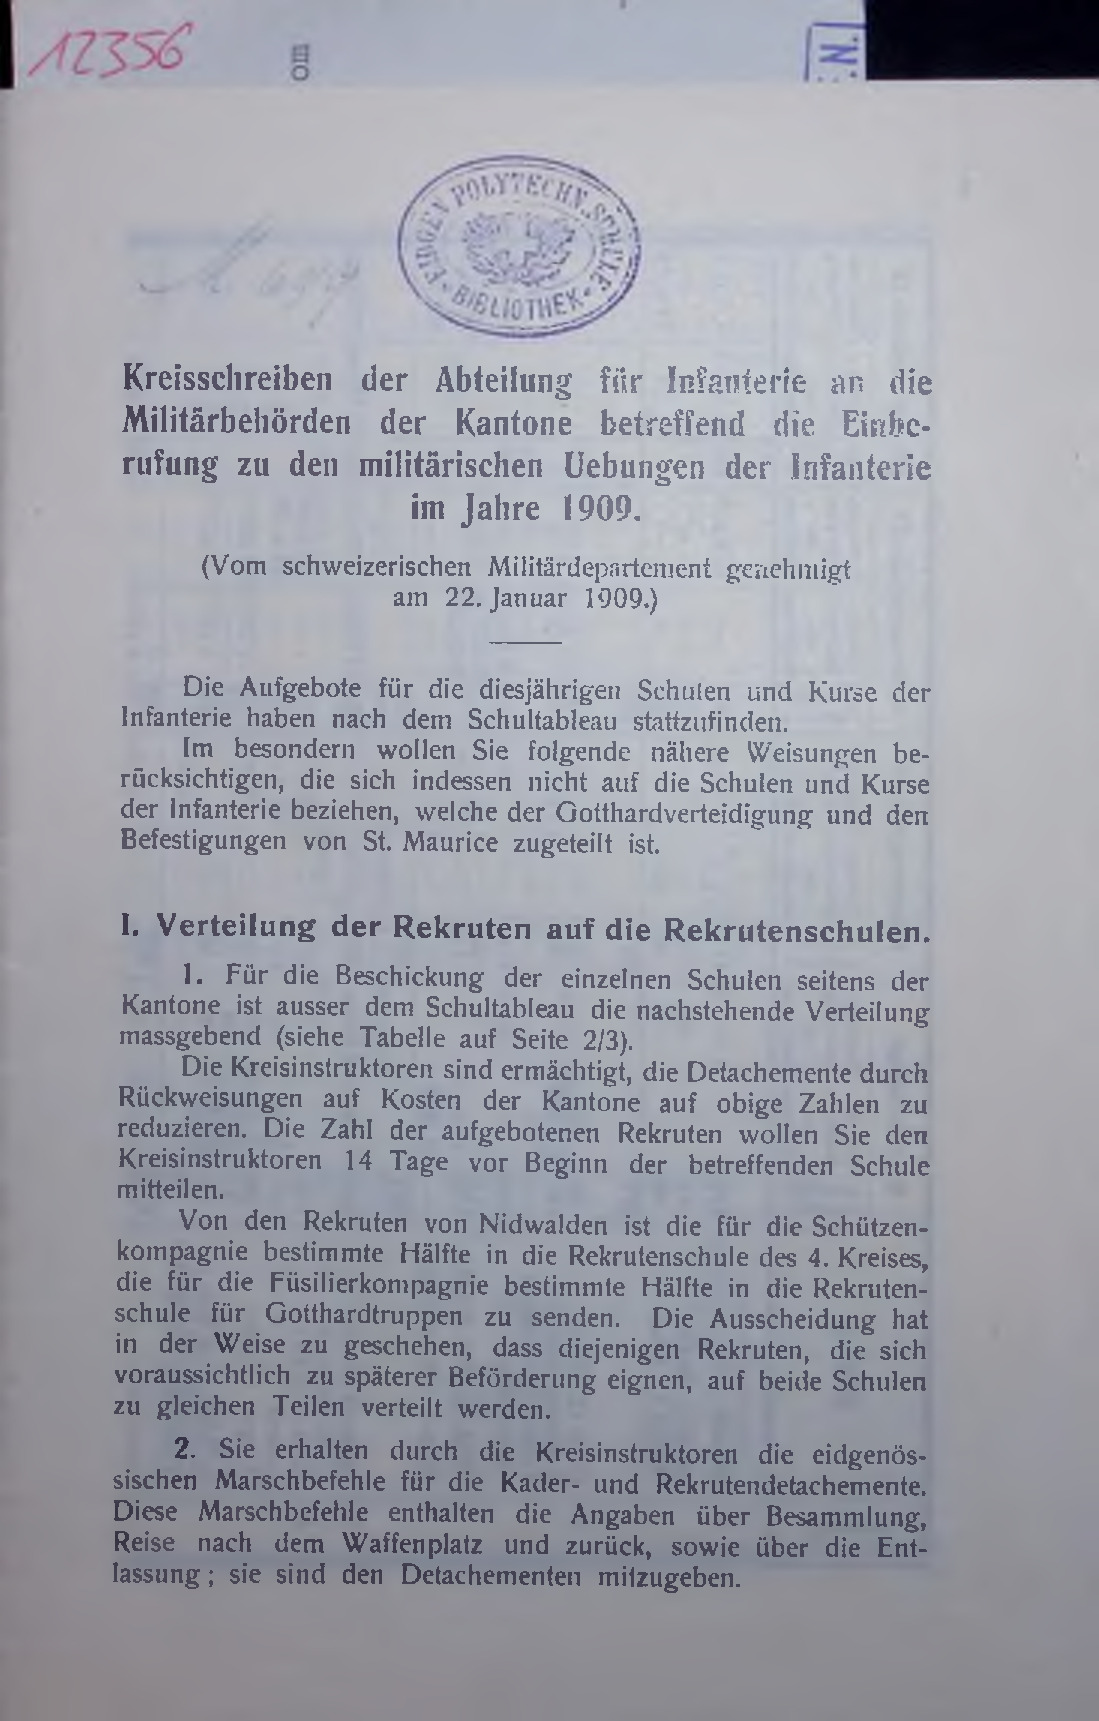 12356
om
N.
EIDGEN. POLYTECHN. SCHULE
BIBLIOTHEK
Kreisschreiben der Abteilung für Infanterie an die
Militärbehörden der Kantone betreffend die Einbe-
rufung zu den militärischen Uebungen der Infanterie
im Jahre 1909.
(Vom schweizerischen Militärdepartement genehmigt
am 22. Januar 1909.)
Die Aufgebote für die diesjährigen Schulen und Kurse der
Infanterie haben nach dem Schultableau stattzufinden.
Im besondern wollen Sie folgende nähere Weisungen be-
rücksichtigen, die sich indessen nicht auf die Schulen und Kurse
der Infanterie beziehen, welche der Gotthardverteidigung und den
Befestigungen von St. Maurice zugeteilt ist.
I. Verteilung der Rekruten auf die Rekrutenschulen.
1. Für die Beschickung der einzelnen Schulen seitens der
Kantone ist ausser dem Schultableau die nachstehende Verteilung
massgebend (siehe Tabelle auf Seite 2/3).
Die Kreisinstruktoren sind ermächtigt, die Detachemente durch
Rückweisungen auf Kosten der Kantone auf obige Zahlen zu
reduzieren. Die Zahl der aufgebotenen Rekruten wollen Sie den
Kreisinstruktoren 14 Tage vor Beginn der betreffenden Schule
mitteilen.
Von den Rekruten von Nidwalden ist die für die Schützen-
kompagnie bestimmte Hälfte in die Rekrutenschule des 4. Kreises,
die für die Füsilierkompagnie bestimmte Hälfte in die Rekruten-
schule für Gotthardtruppen zu senden. Die Ausscheidung hat
in der Weise zu geschehen, dass diejenigen Rekruten, die sich
voraussichtlich zu späterer Beförderung eignen, auf beide Schulen
zu gleichen Teilen verteilt werden.
2. Sie erhalten durch die Kreisinstruktoren die eidgenös-
sischen Marschbefehle für die Kader- und Rekrutendetachemente.
Diese Marschbefehle enthalten die Angaben über Besammlung,
Reise nach dem Waffenplatz und zurück, sowie über die Ent-
lassung; sie sind den Detachementen mitzugeben.